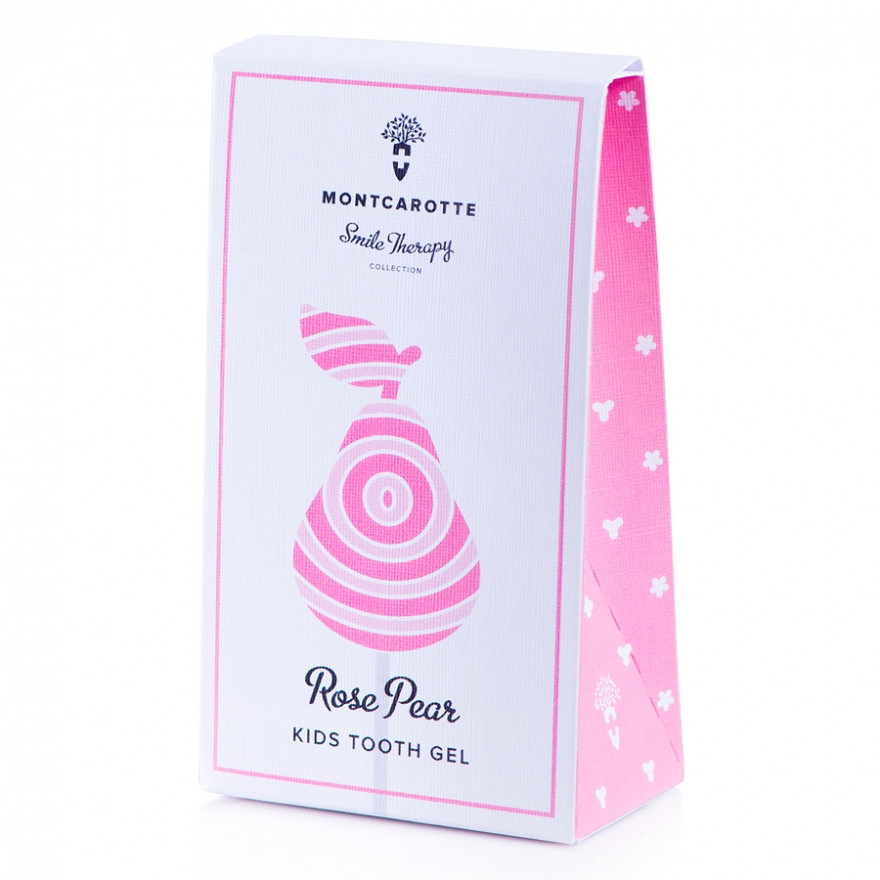 MONTCAROTTE
Smile Therapy
COLLECTION
Rose Pear
KIDS TOOTH GEL